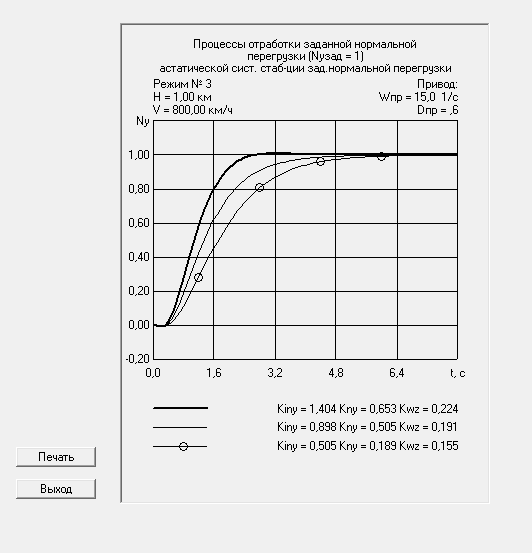 Процессы отработки заданной нормальной
перегрузки (Nyзад = 1)
астатической сист. стаб-ции зад.нормальной перегрузки
Режим № 3 Привод:
H = 1,00 км Wпр = 15,0 1/с
V = 800,00 км/ч Dпр = ,6
Ny
1,00
0,80
0,60
0,40
0,20
0,00
-0,20
0,0 1,6 3,2 4,8 6,4 t, с
Kiny = 1,404 Kny = 0,653 Kwz = 0,224
Kiny = 0,898 Kny = 0,505 Kwz = 0,191
Kiny = 0,505 Kny = 0,189 Kwz = 0,155
Печать
Выход